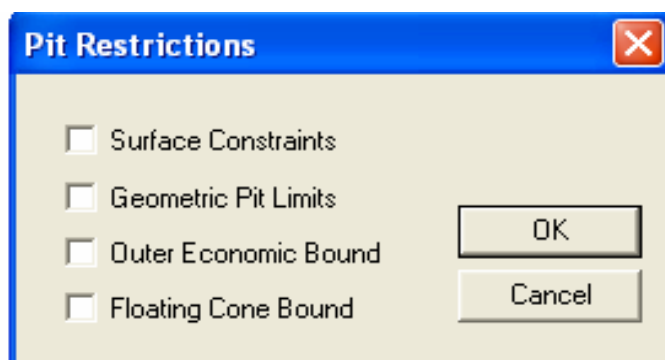 Pit Restrictions
Surface Constraints
Geometric Pit Limits
Outer Economic Bound
Floating Cone Bound
OK
Cancel